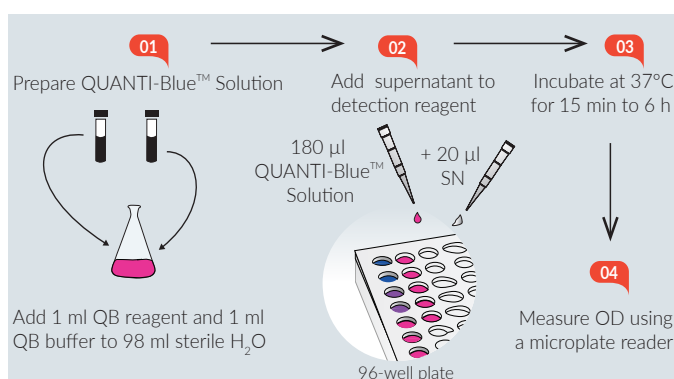 01
Prepare QUANTI-Blue™ Solution
Add 1 ml QB reagent and 1 ml
QB buffer to 98 ml sterile H₂O
02
Add supernatant to
detection reagent
180 µl
QUANTI-Blue™
Solution
+ 20 µl
SN
96-well plate
03
Incubate at 37°C
for 15 min to 6 h
04
Measure OD using
a microplate reader